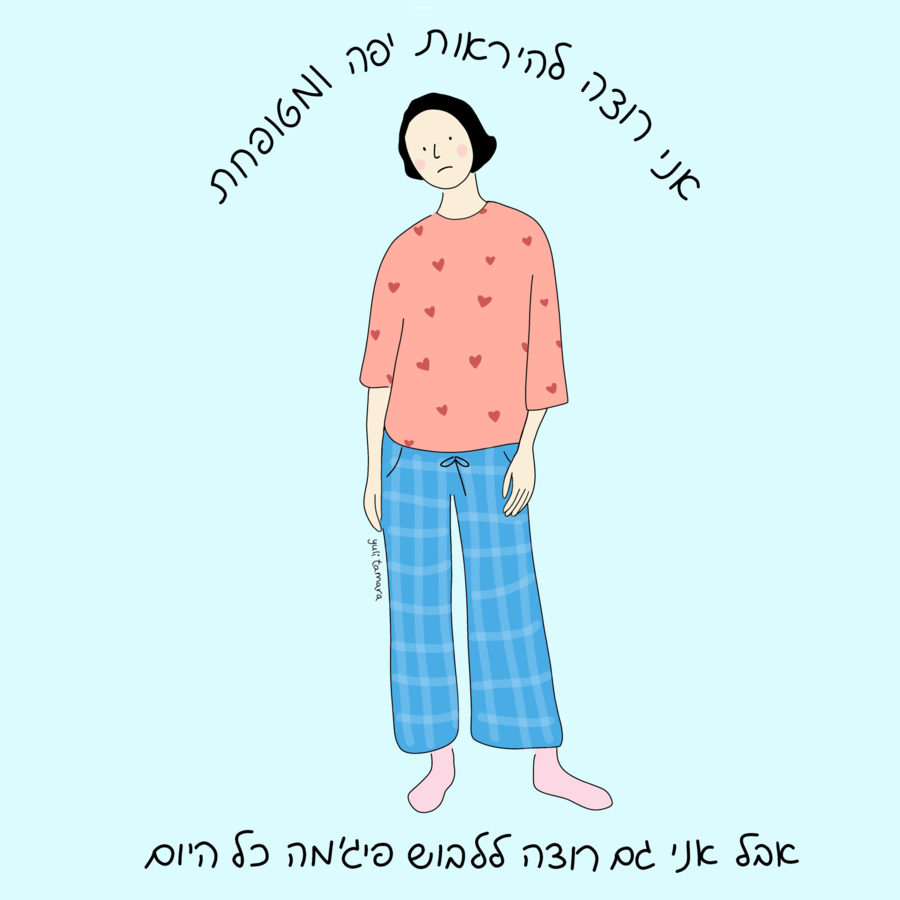 אני רוצה להיראות יפה ומטופחת
yuli tamara
אבל אני גם רוצה ללבוש פיג'מה כל היום